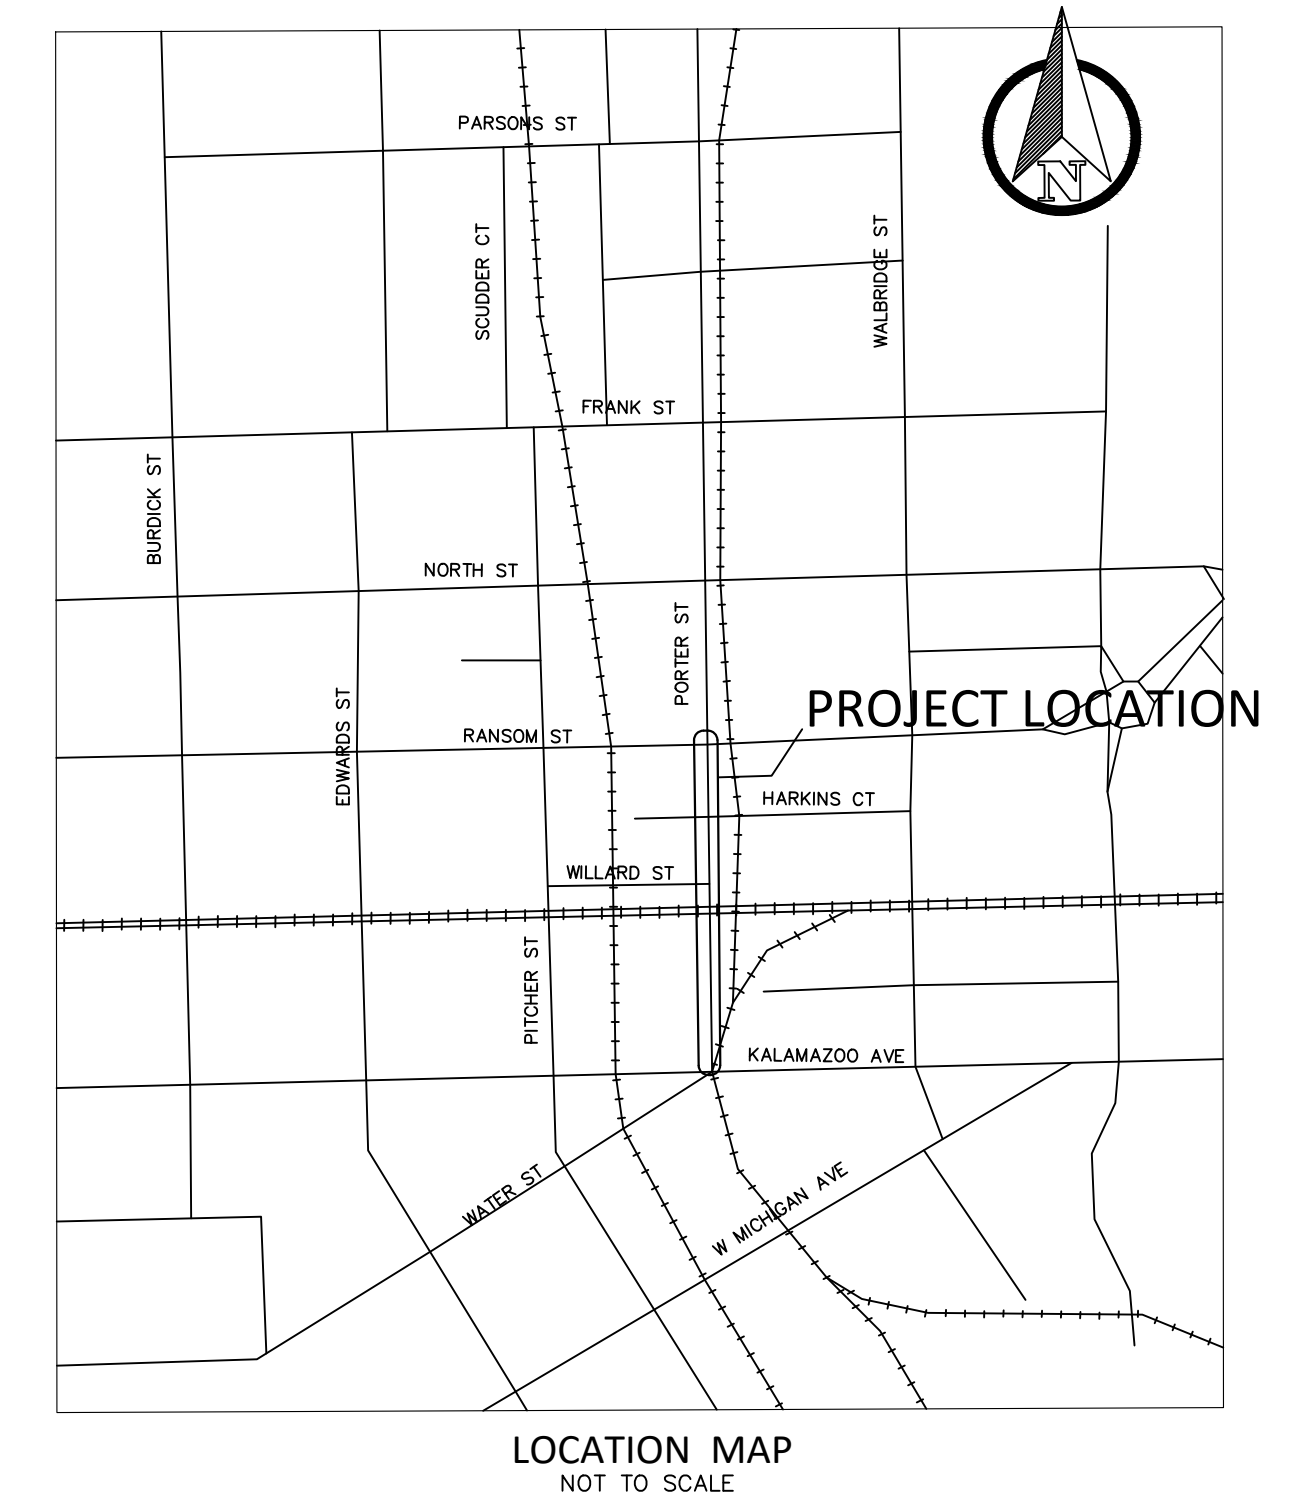 N
PARSONS ST
SCUDDER CT
WALBRIDGE ST
FRANK ST
BURDICK ST
NORTH ST
PORTER ST
EDWARDS ST
PROJECT LOCATION
RANSOM ST
HARKINS CT
WILLARD ST
PITCHER ST
KALAMAZOO AVE
WATER ST
W MICHIGAN AVE
LOCATION MAP
NOT TO SCALE